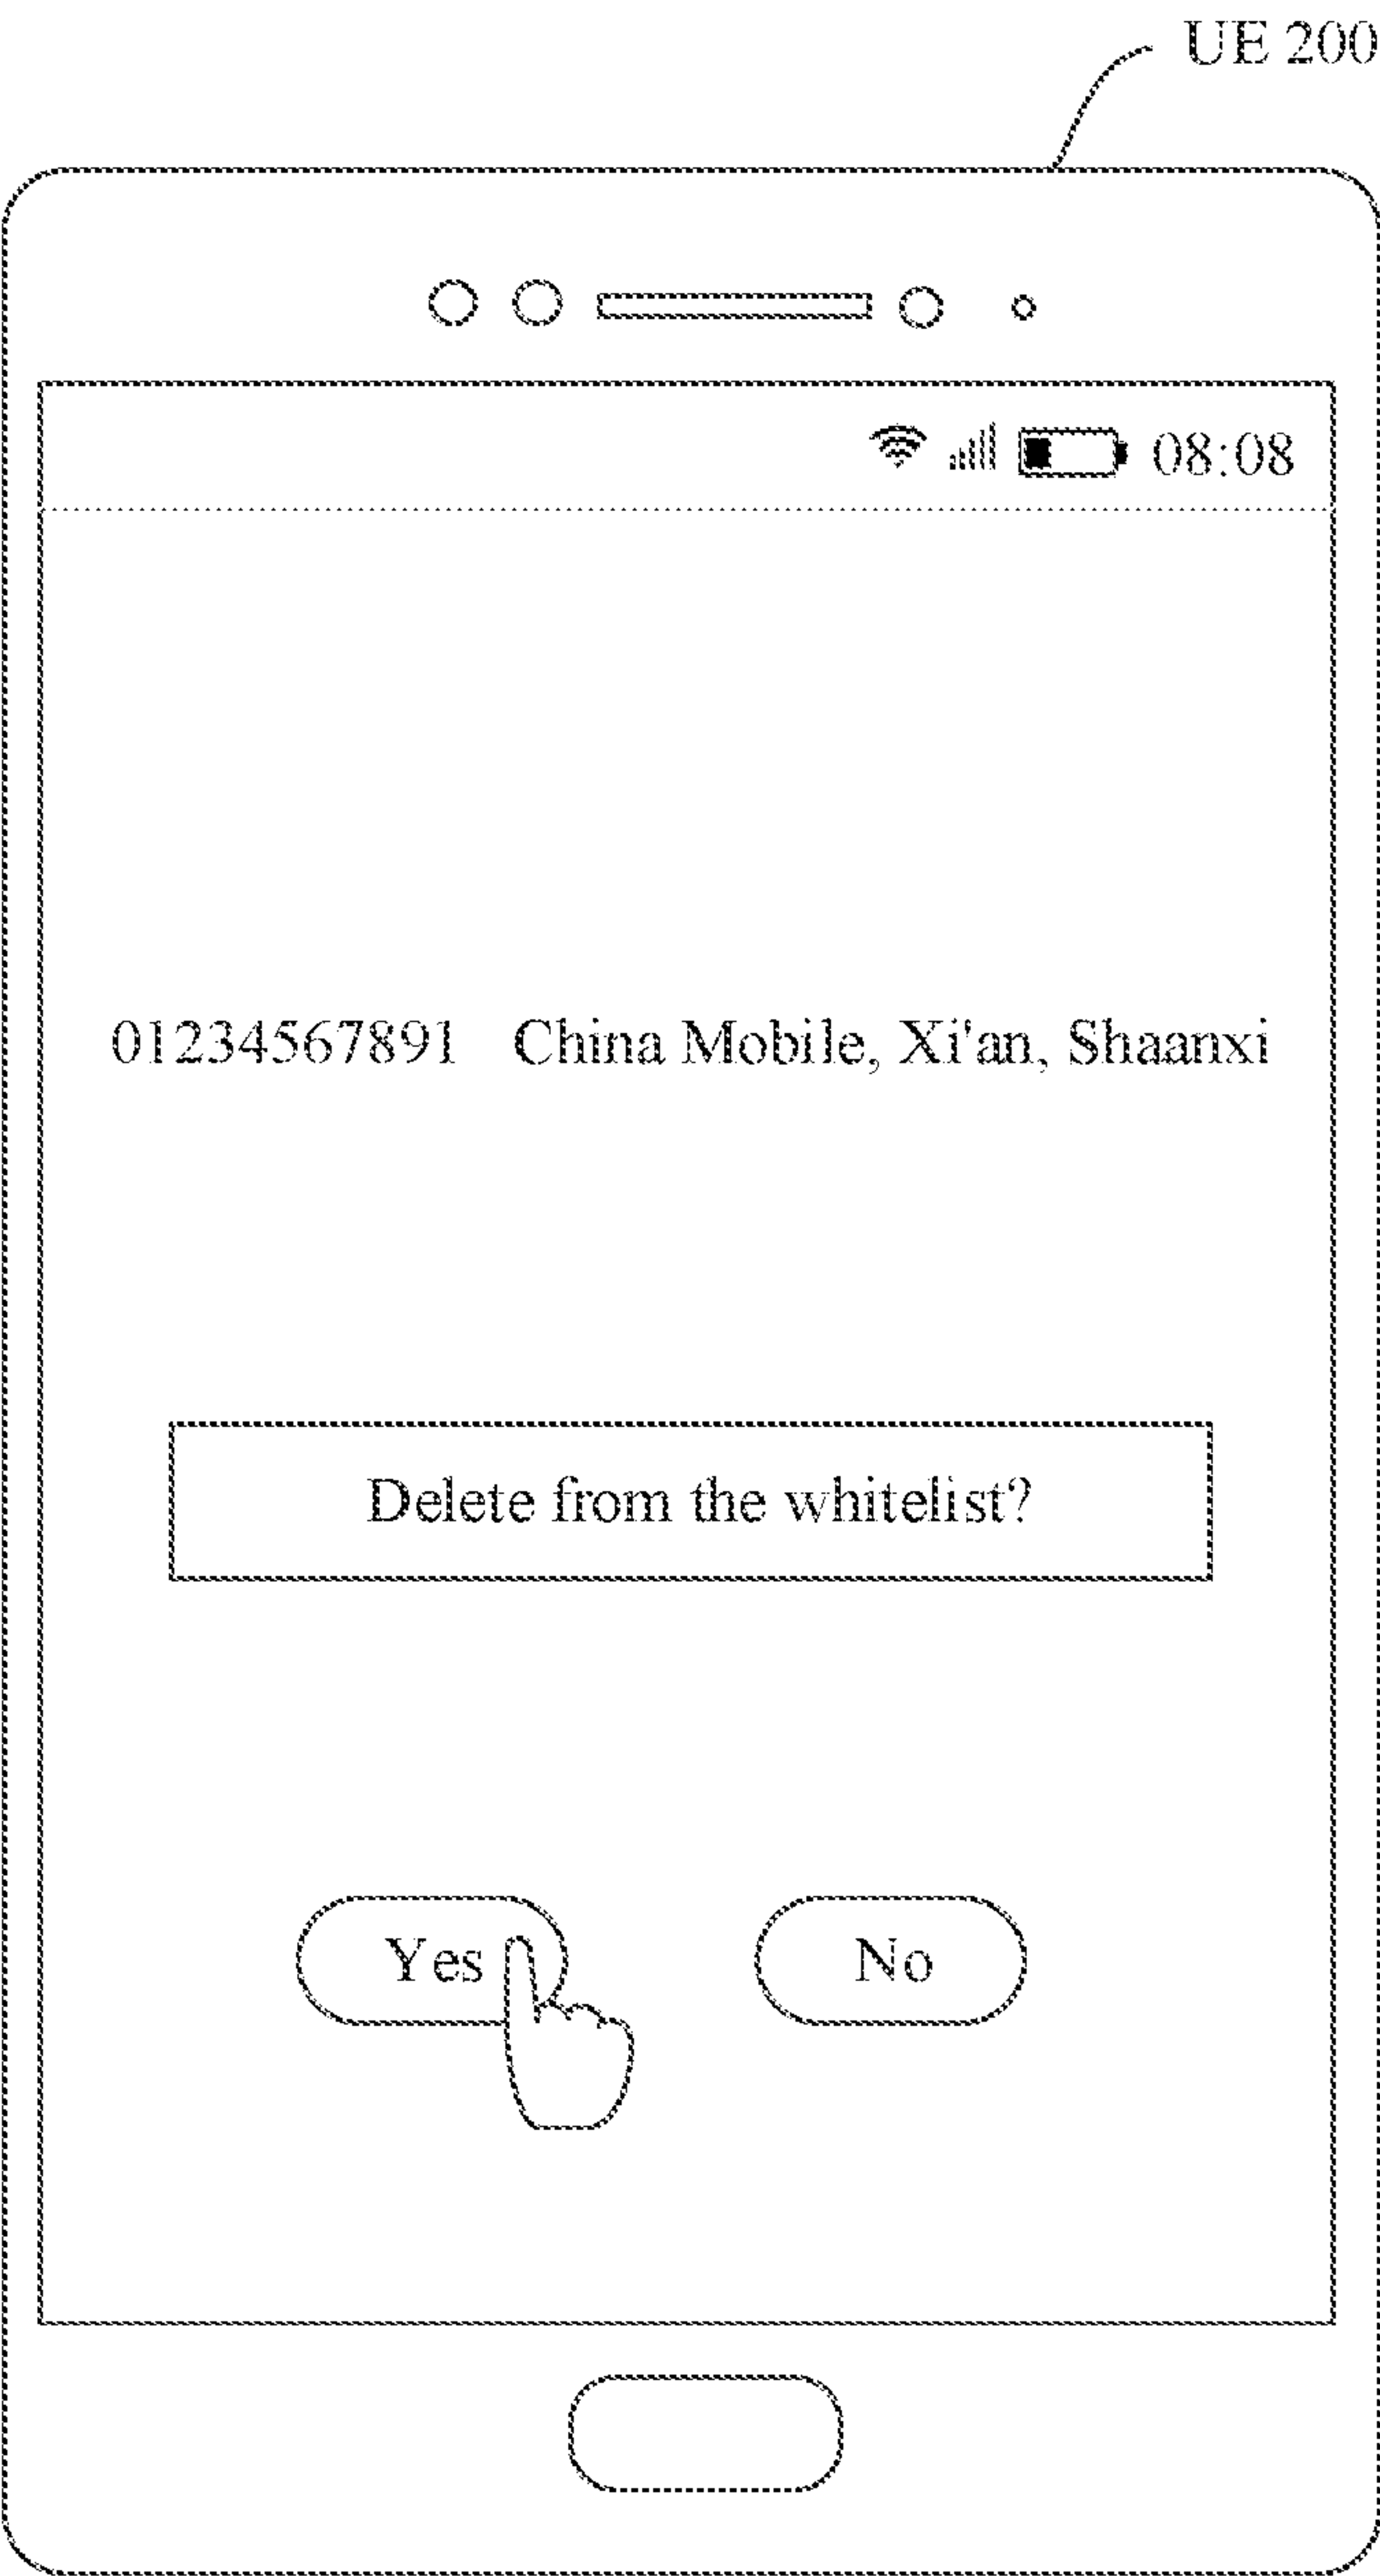 UE 200
08:08
01234567891 China Mobile, Xi'an, Shaanxi
Delete from the whitelist?
Yes No